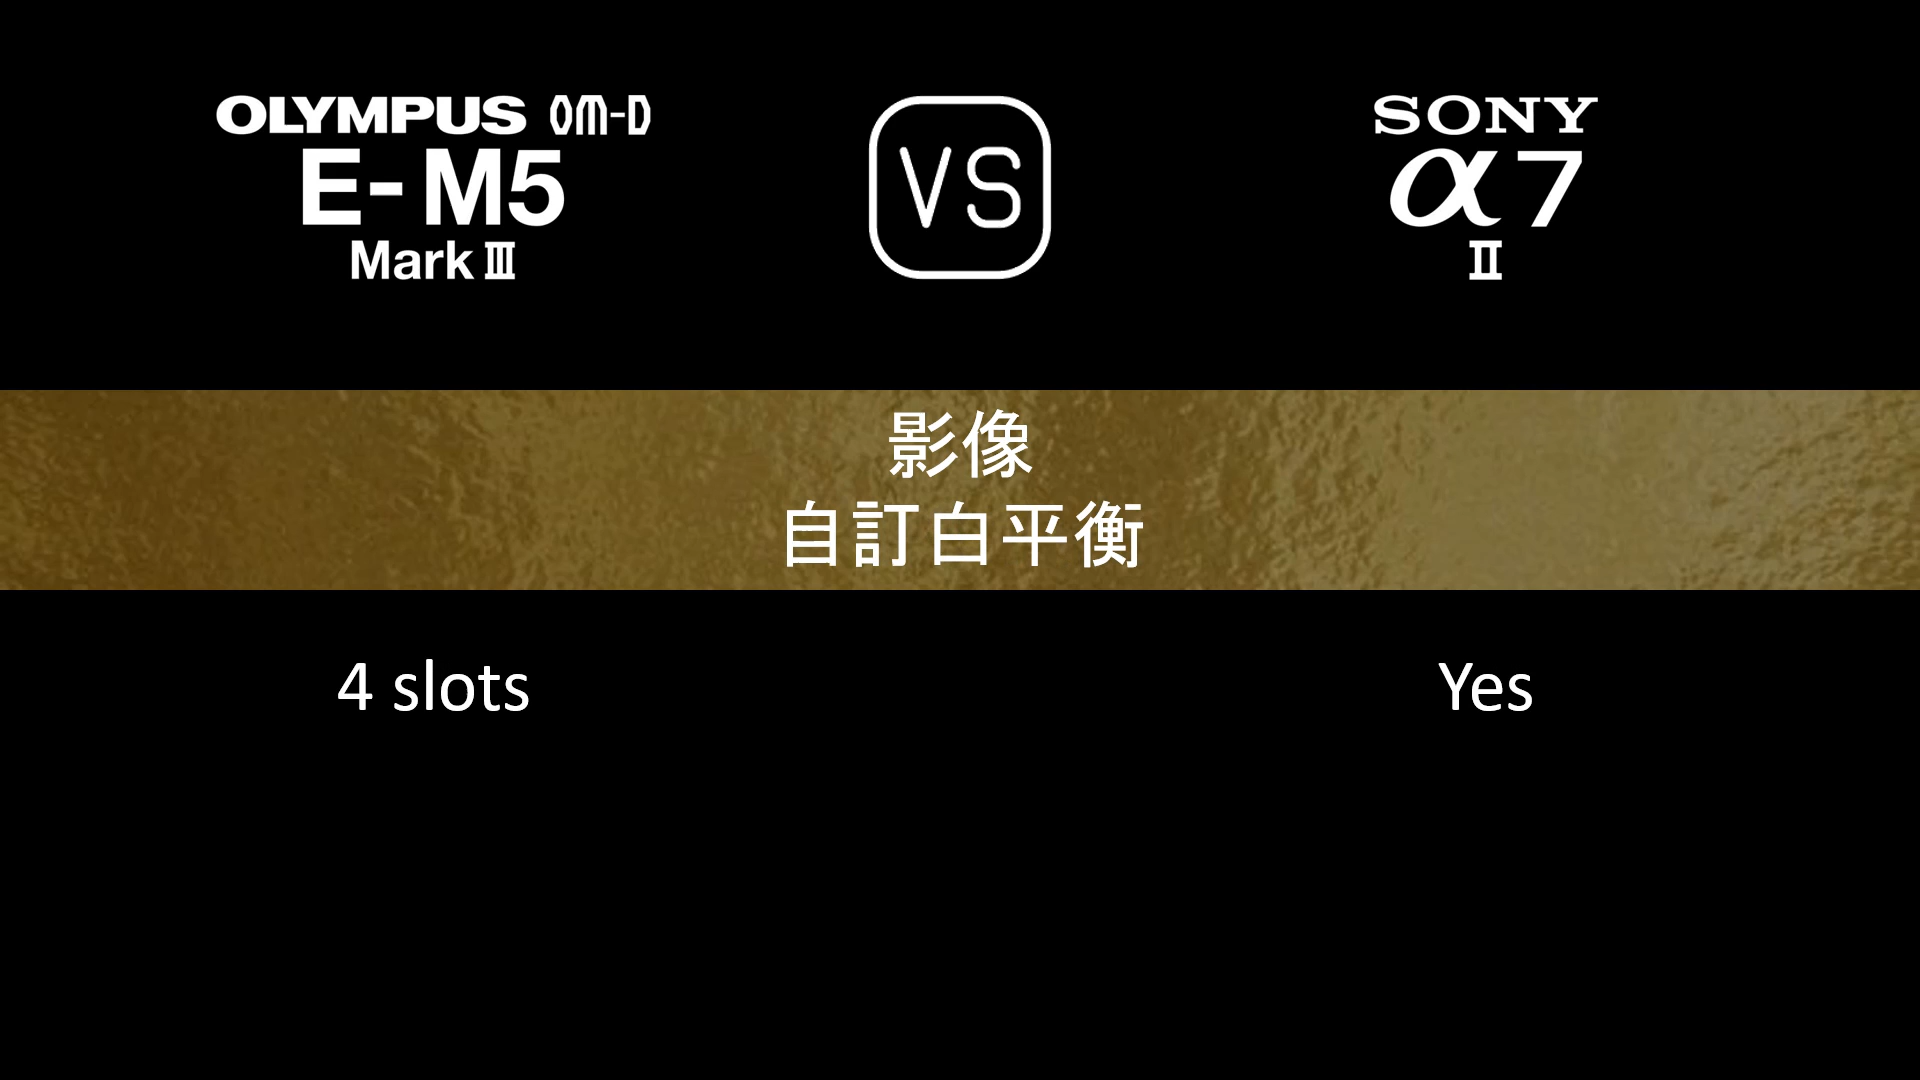 OLYMPUS OM-D
E-M5
Mark III
VS
SONY
α7
II
影像
自訂白平衡
4 slots
Yes